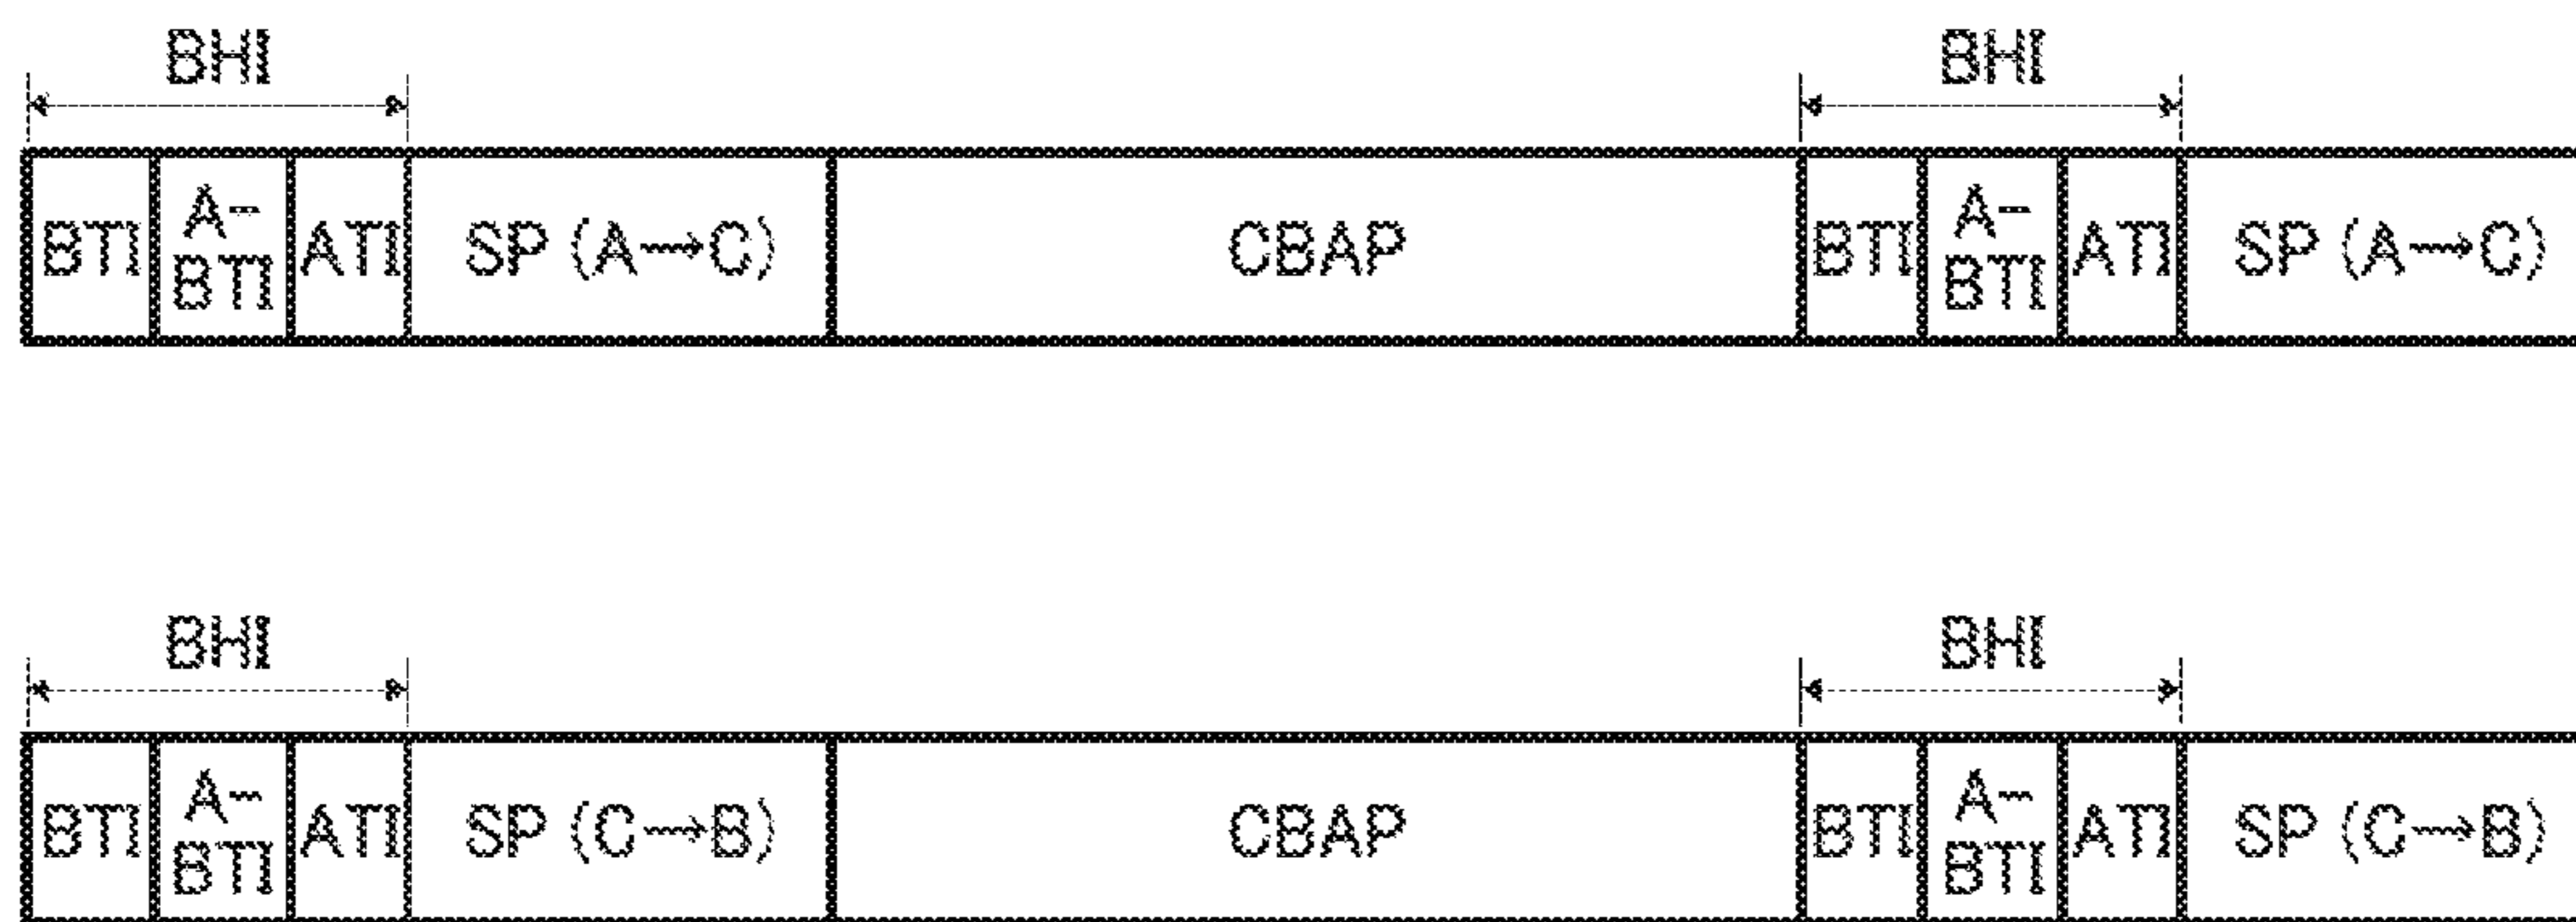 BHI BHI
BTI A-BTI ATI SP (A→C) CBAP BTI A-BTI ATI SP (A→C)
BHI BHI
BTI A-BTI ATI SP (C→B) CBAP BTI A-BTI ATI SP (C→B)